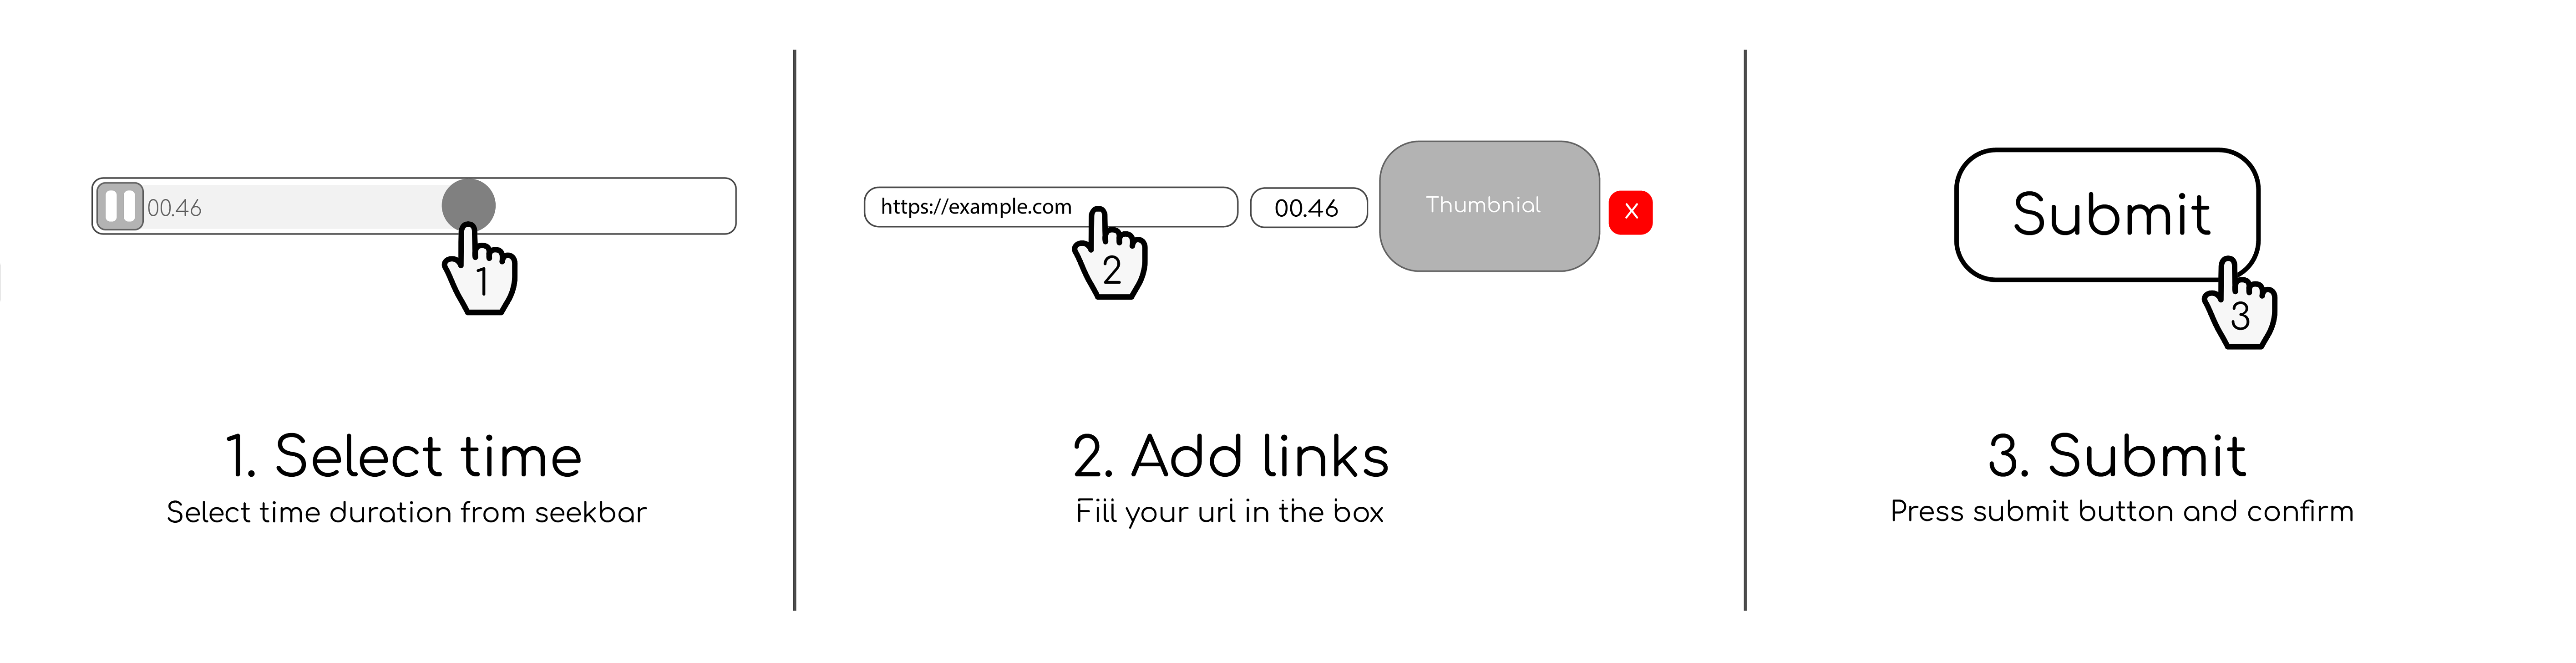 00.46
1
1. Select time
Select time duration from seekbar
https://example.com
00.46
Thumbnial
X
2
2. Add links
Fill your url in the box
Submit
3
3. Submit
Press submit button and confirm